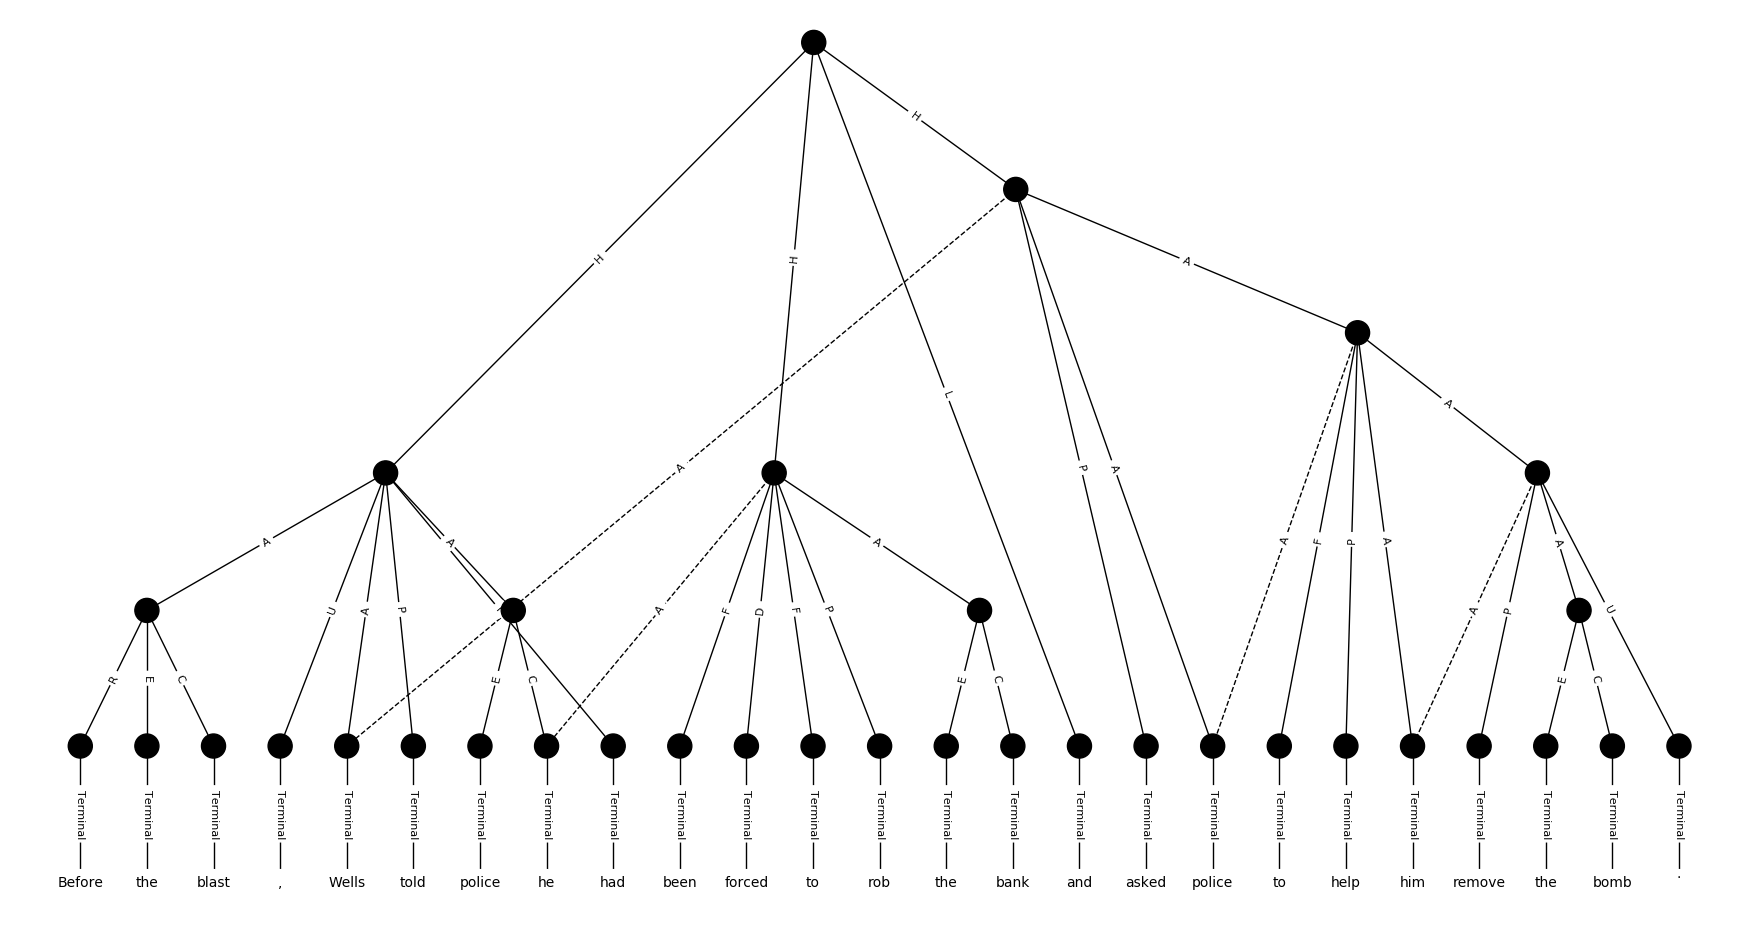 H
H
H
A
L
A
P
A
A
A
A
U
A
P
A
A
F
D
F
P
A
A
F
P
A
A
P
A
U
R
E
C
E
C
E
C
E
C
Terminal Terminal Terminal Terminal Terminal Terminal Terminal Terminal Terminal Terminal Terminal Terminal Terminal Terminal Terminal Terminal Terminal Terminal Terminal Terminal Terminal Terminal Terminal Terminal Terminal
Before the blast , Wells told police he had been forced to rob the bank and asked police to help him remove the bomb .